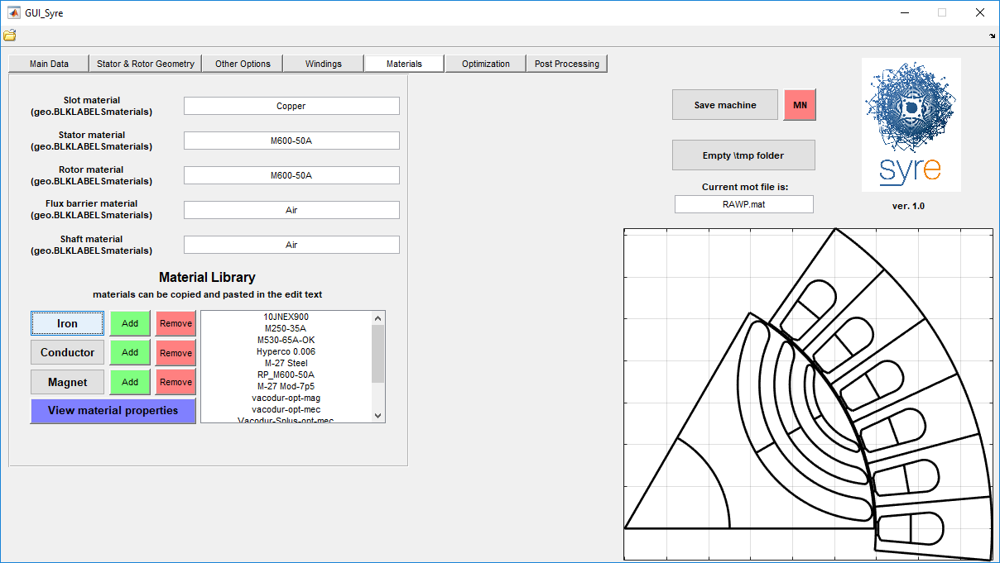 GUI_Syre
Main Data
Stator & Rotor Geometry
Other Options
Windings
Materials
Optimization
Post Processing
Slot material
(geo.BLKLABELSmaterials)
Copper
Stator material
(geo.BLKLABELSmaterials)
M600-50A
Rotor material
(geo.BLKLABELSmaterials)
M600-50A
Flux barrier material
(geo.BLKLABELSmaterials)
Air
Shaft material
(geo.BLKLABELSmaterials)
Air
Material Library
materials can be copied and pasted in the edit text
Iron
Add
Remove
Conductor
Add
Remove
Magnet
Add
Remove
View material properties
10JNEX900
M250-35A
M530-65A-OK
Hyperco 0.006
M-27 Steel
RP_M600-50A
M-27 Mod-7p5
vacodur-opt-mag
vacodur-opt-mec
Vacodur-Splus-opt-mec
Save machine
MN
Empty \tmp folder
Current mot file is:
RAWP.mat
syre
ver. 1.0